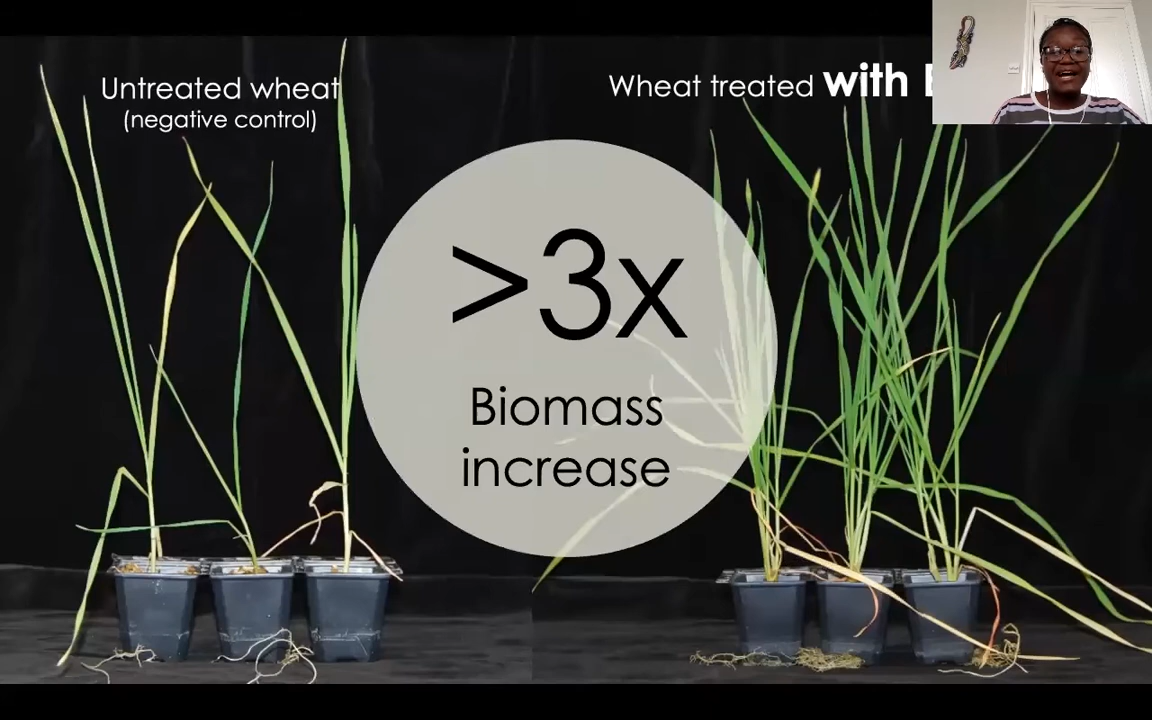 Untreated wheat
(negative control)
Wheat treated with
>3x
Biomass
increase